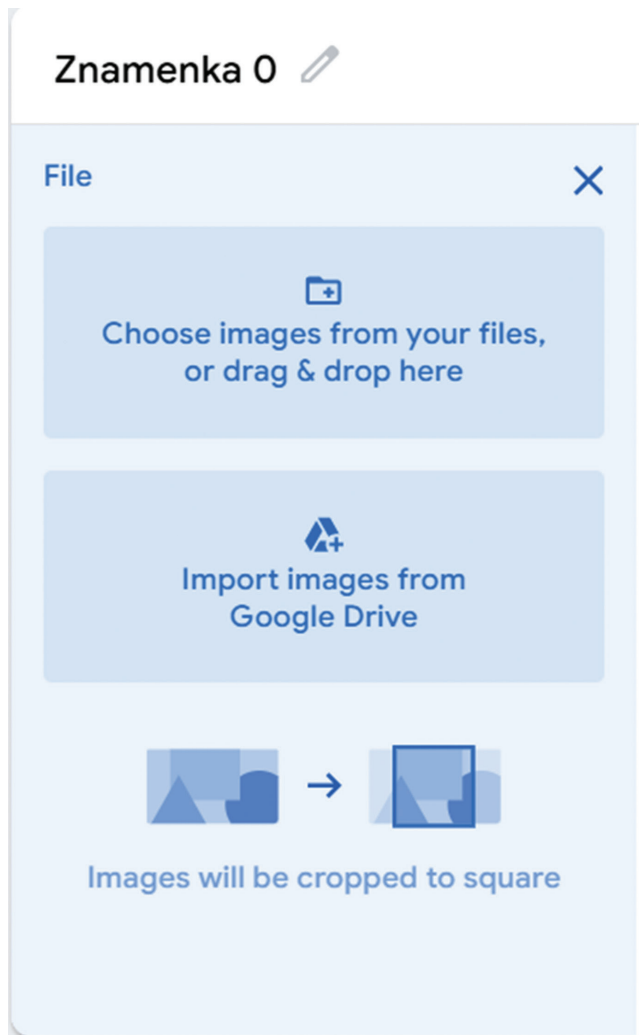 Znamenka 0
File
Choose images from your files,
or drag & drop here
Import images from
Google Drive
Images will be cropped to square